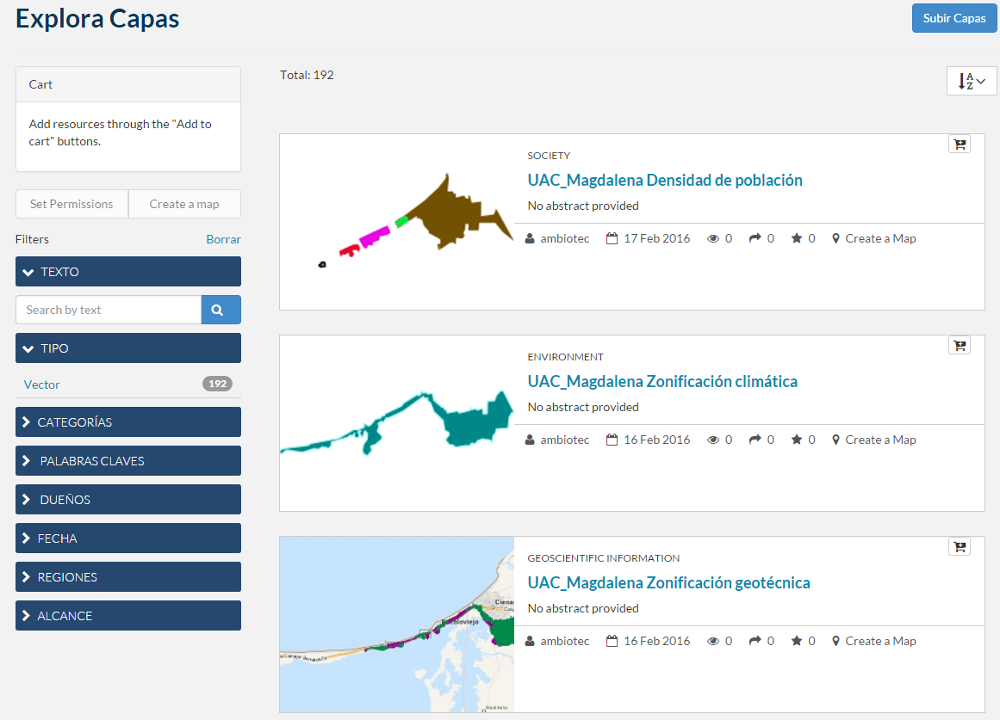 Explora Capas
Subir Capas
Cart
Add resources through the "Add to
cart" buttons.
Set Permissions
Create a map
Filters
Borrar
TEXTO
Search by text
TIPO
Vector
192
CATEGORÍAS
PALABRAS CLAVES
DUEÑOS
FECHA
REGIONES
ALCANCE
Total: 192
A
Z
SOCIETY
UAC_Magdalena Densidad de población
No abstract provided
ambiotec 17 Feb 2016 0 0 0 Create a Map
ENVIRONMENT
UAC_Magdalena Zonificación climática
No abstract provided
ambiotec 16 Feb 2016 0 0 0 Create a Map
GEOSCIENTIFIC INFORMATION
UAC_Magdalena Zonificación geotécnica
No abstract provided
ambiotec 16 Feb 2016 0 0 0 Create a Map